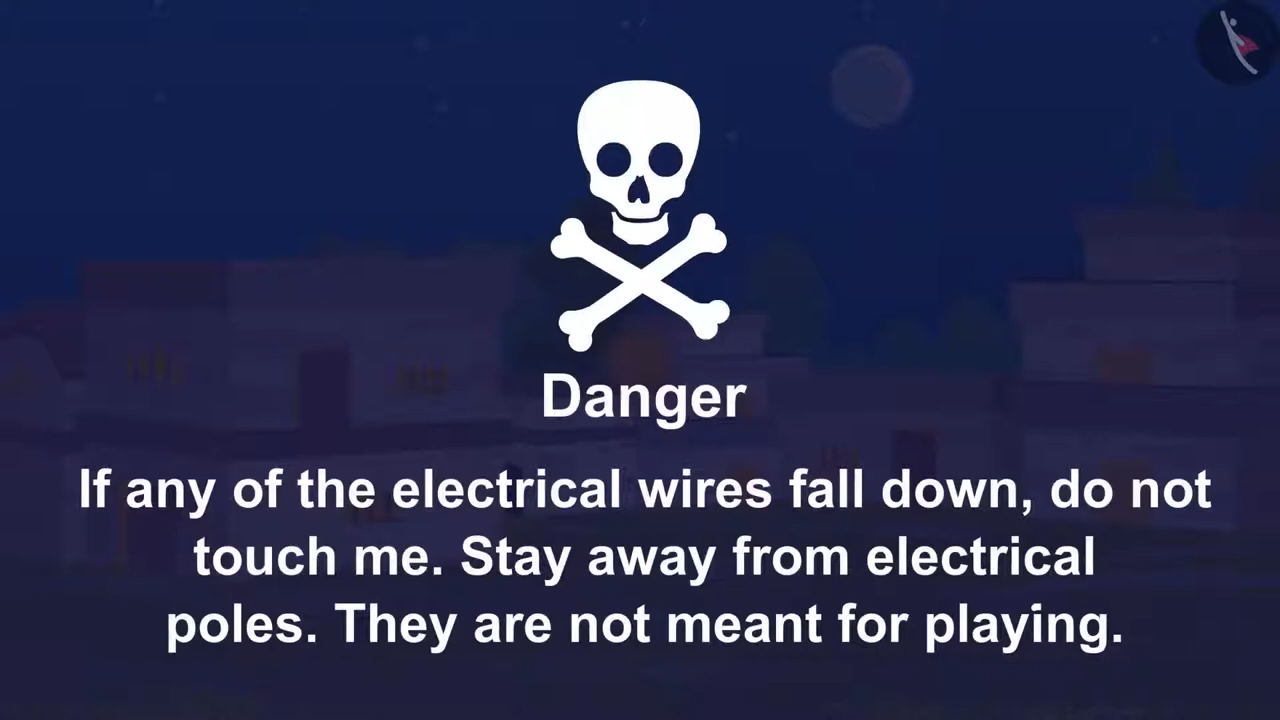 Danger
If any of the electrical wires fall down, do not
touch me. Stay away from electrical
poles. They are not meant for playing.